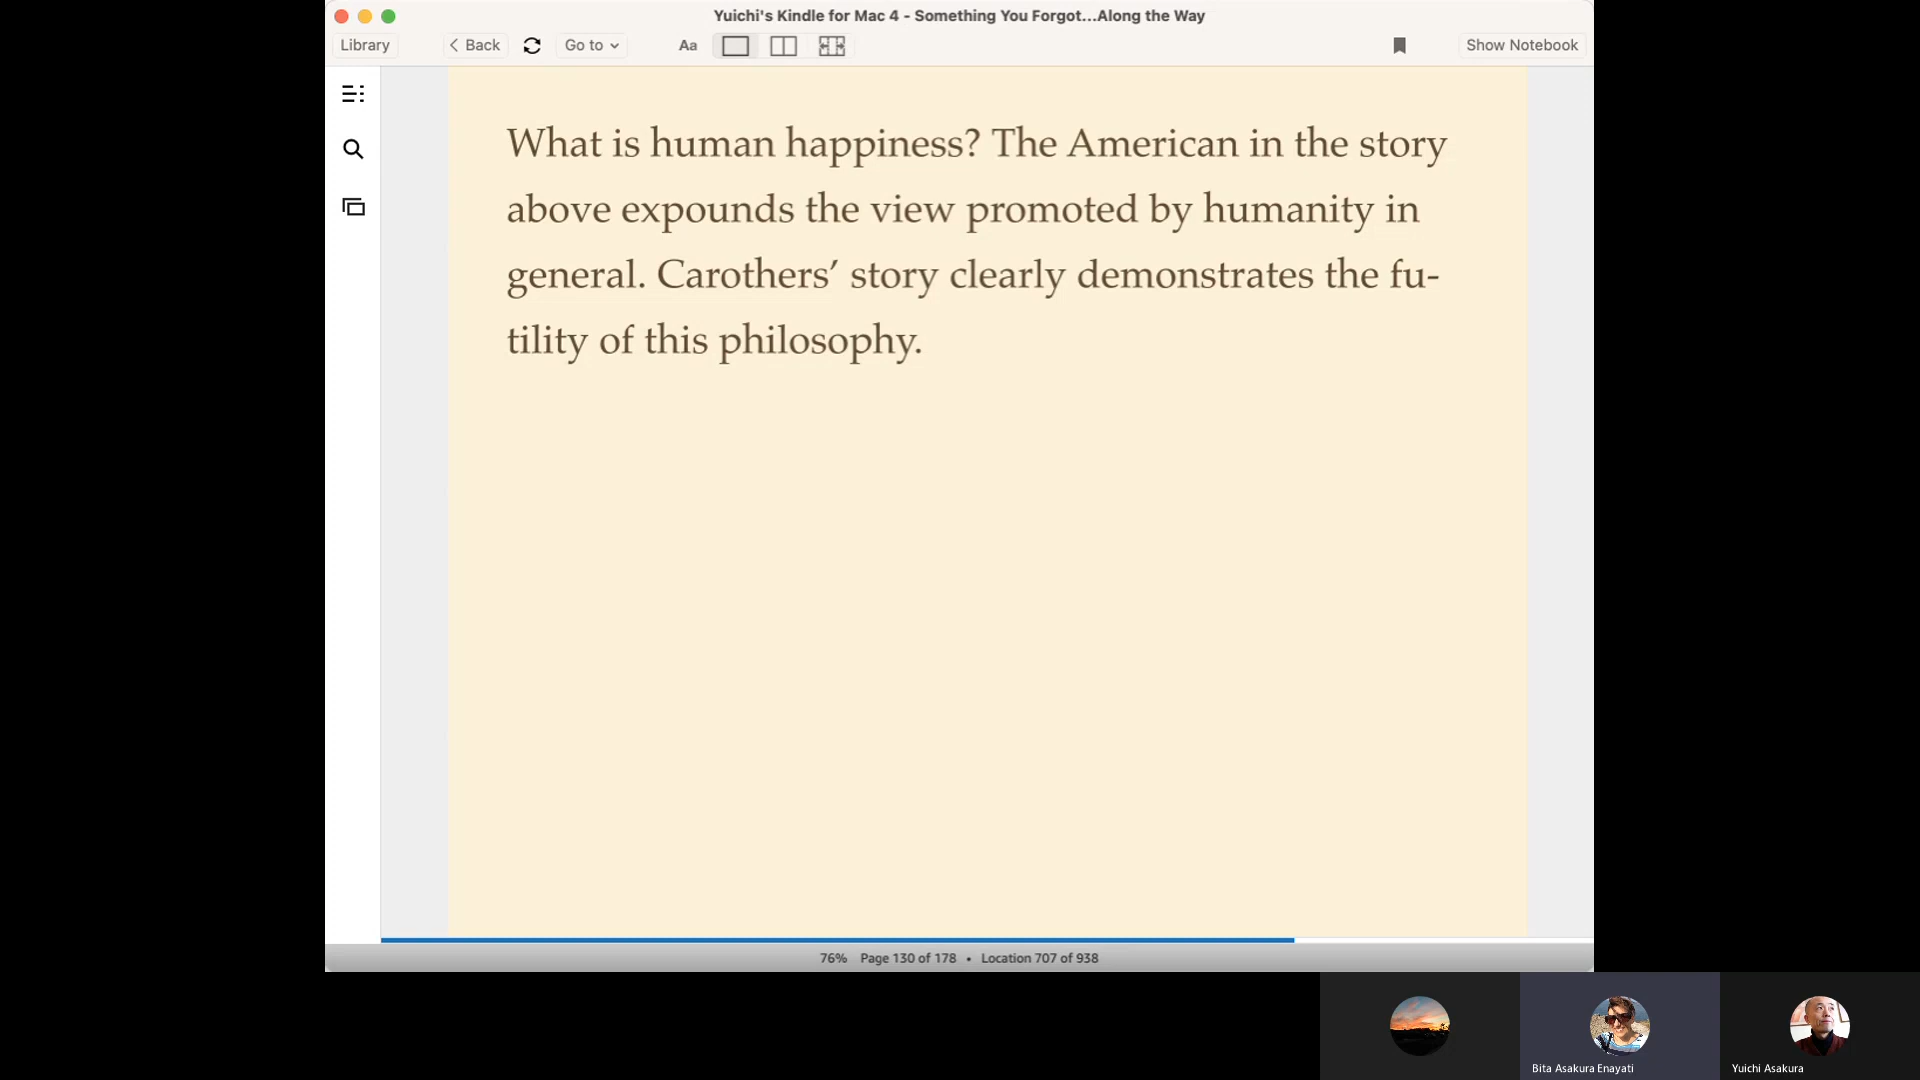 Yuichi's Kindle for Mac 4 - Something You Forgot...Along the Way
Library
Back
Go to
Aa
Show Notebook
What is human happiness? The American in the story
above expounds the view promoted by humanity in
general. Carothers’ story clearly demonstrates the fu-
tility of this philosophy.
76% Page 130 of 178 • Location 707 of 938
Bita Asakura Enayati
Yuichi Asakura